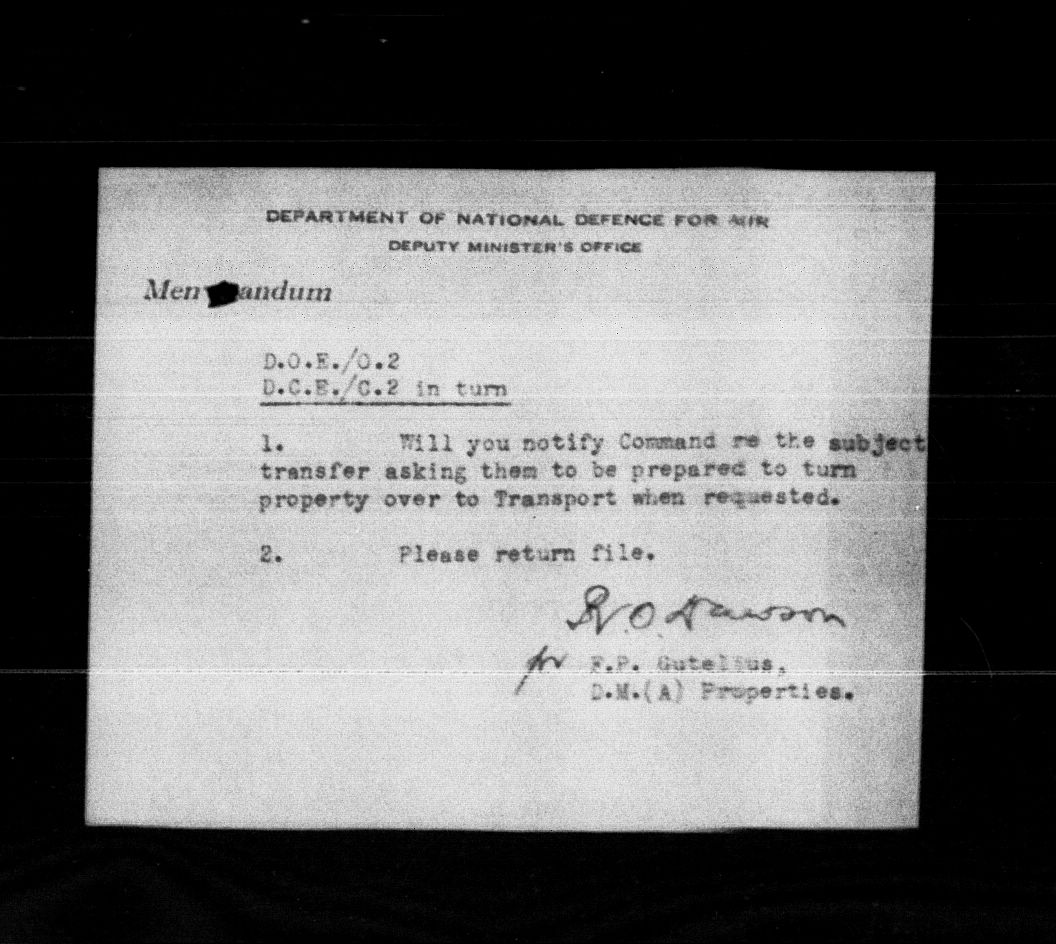 DEPARTMENT OF NATIONAL DEFENCE FOR AIR
DEPUTY MINISTER'S OFFICE
Memorandum
D.O.E./O.2
D.C.E./C.2 in turn
1. Will you notify Command re the subject
transfer asking them to be prepared to turn
property over to Transport when requested.
2. Please return file.
O. Dawson
for F.P. Gutelius,
D.M.(A) Properties.